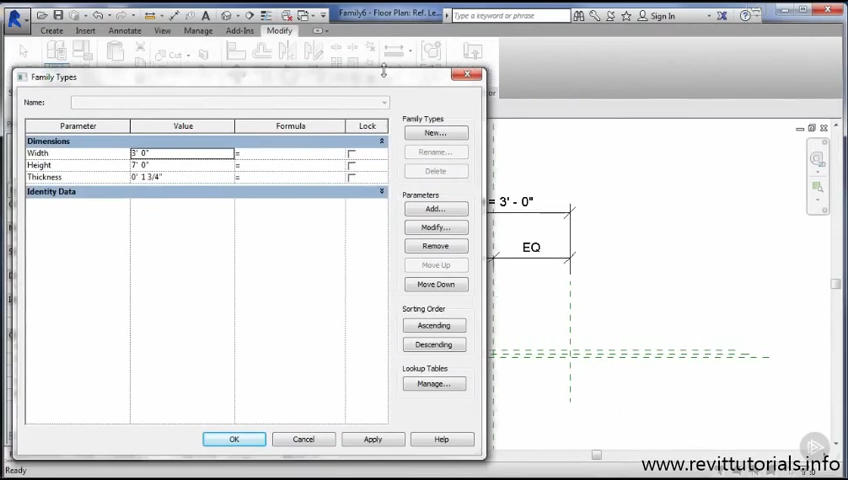 Family6 - Floor Plan: Ref. Le...
Type a keyword or phrase
Sign In
Create Insert Annotate View Manage Add-Ins Modify
Cut
Family Types
Name:
Parameter Value Formula Lock
Dimensions
Width 3' 0" =
Height 7' 0" =
Thickness 0' 1 3/4" =
Identity Data
Family Types
New...
Rename...
Delete
Parameters
Add...
Modify...
Remove
Move Up
Move Down
Sorting Order
Ascending
Descending
Lookup Tables
Manage...
OK Cancel Apply Help
= 3' - 0"
EQ
Ready
www.revittutorials.info